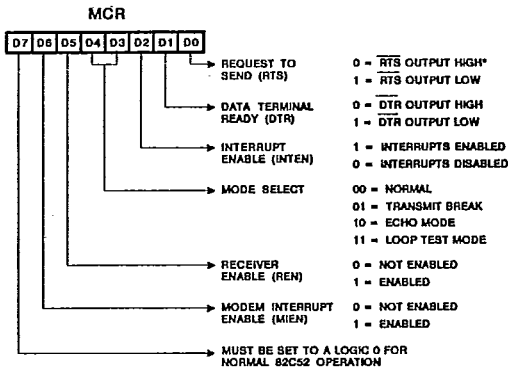 MCR
D7 D6 D5 D4 D3 D2 D1 D0
REQUEST TO 0 = RTS OUTPUT HIGH*
SEND (RTS) 1 = RTS OUTPUT LOW
DATA TERMINAL 0 = DTR OUTPUT HIGH
READY (DTR) 1 = DTR OUTPUT LOW
INTERRUPT 1 = INTERRUPTS ENABLED
ENABLE (INTEN) 0 = INTERRUPTS DISABLED
MODE SELECT 00 = NORMAL
01 = TRANSMIT BREAK
10 = ECHO MODE
11 = LOOP TEST MODE
RECEIVER 0 = NOT ENABLED
ENABLE (REN) 1 = ENABLED
MODEM INTERRUPT 0 = NOT ENABLED
ENABLE (MIEN) 1 = ENABLED
MUST BE SET TO A LOGIC 0 FOR
NORMAL 82C52 OPERATION